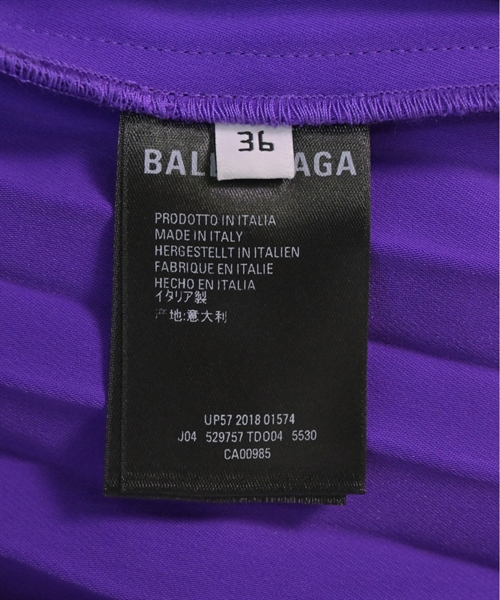 36
BAL AGA
PRODOTTO IN ITALIA
MADE IN ITALY
HERGESTELLT IN ITALIEN
FABRIQUE EN ITALIE
HECHO EN ITALIA
イタリア製
产地:意大利
UP57 2018 01574
J04 529757 TDO04 5530
CA00985